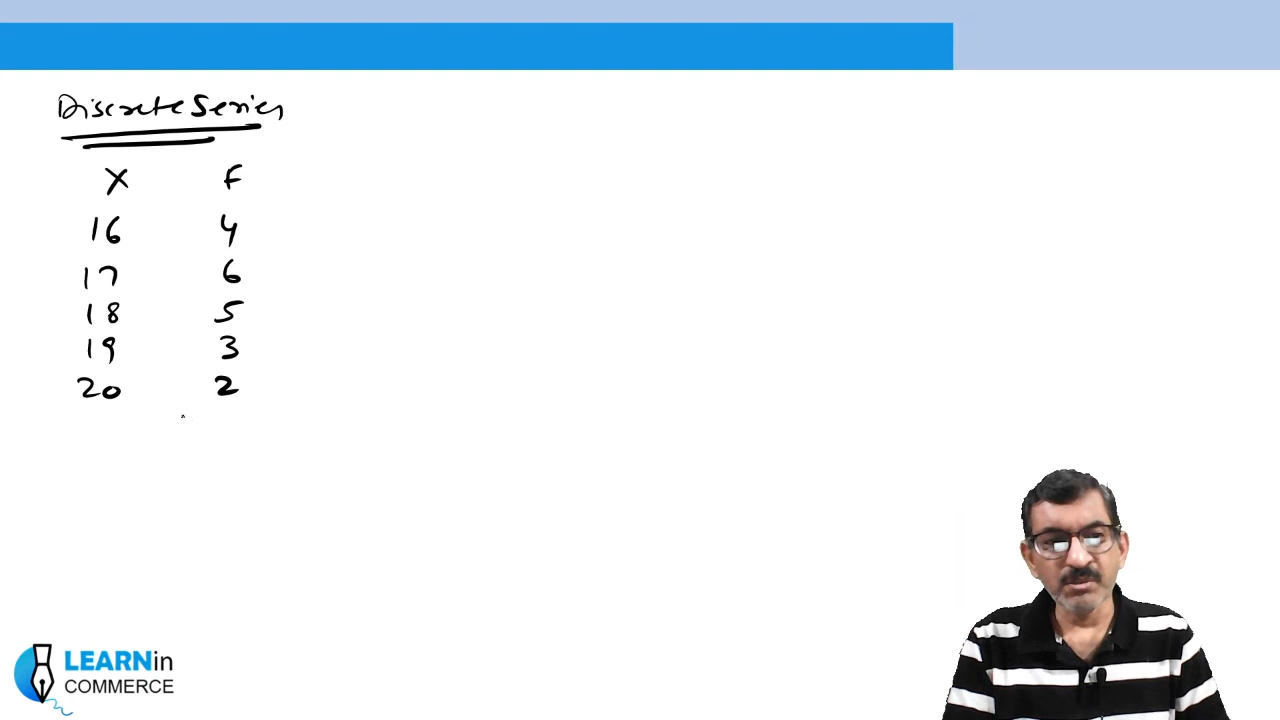 Discrete Series
X F
16 4
17 6
18 5
19 3
20 2
LEARNin
COMMERCE